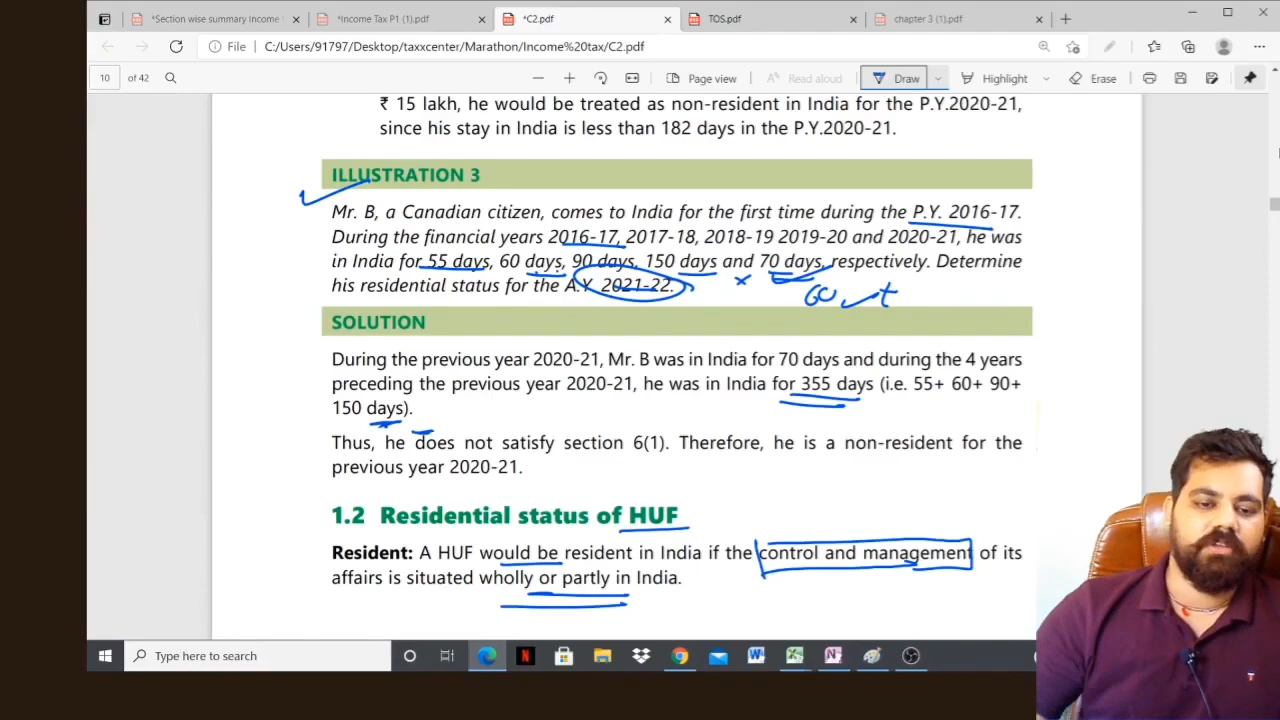 *Section wise summary Income
*Income Tax P1 (1).pdf
*C2.pdf
TOS.pdf
chapter 3 (1).pdf
File
C:/Users/91797/Desktop/taxxcenter/Marathon/Income%20tax/C2.pdf
10 of 42
Page view
Read aloud
Draw
Highlight
Erase
₹ 15 lakh, he would be treated as non-resident in India for the P.Y.2020-21,
since his stay in India is less than 182 days in the P.Y.2020-21.
ILLUSTRATION 3
Mr. B, a Canadian citizen, comes to India for the first time during the P.Y. 2016-17.
During the financial years 2016-17, 2017-18, 2018-19 2019-20 and 2020-21, he was
in India for 55 days, 60 days, 90 days, 150 days and 70 days, respectively. Determine
his residential status for the A.Y. 2021-22.
SOLUTION
During the previous year 2020-21, Mr. B was in India for 70 days and during the 4 years
preceding the previous year 2020-21, he was in India for 355 days (i.e. 55+ 60+ 90+
150 days).
Thus, he does not satisfy section 6(1). Therefore, he is a non-resident for the
previous year 2020-21.
1.2 Residential status of HUF
Resident: A HUF would be resident in India if the control and management of its
affairs is situated wholly or partly in India.
Type here to search